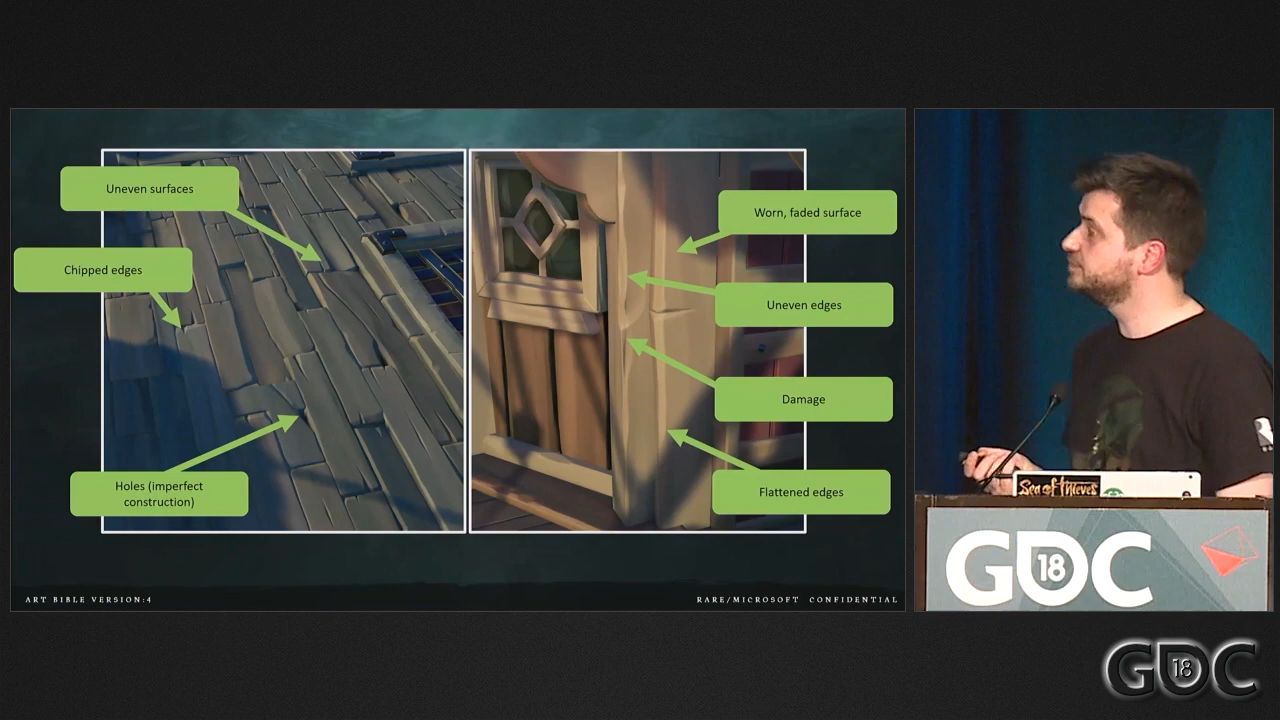 Uneven surfaces
Chipped edges
Holes (imperfect
construction)
Worn, faded surface
Uneven edges
Damage
Flattened edges
ART BIBLE VERSION:4
RARE/MICROSOFT CONFIDENTIAL
Sea of Thieves
GDC
18
GDC
18